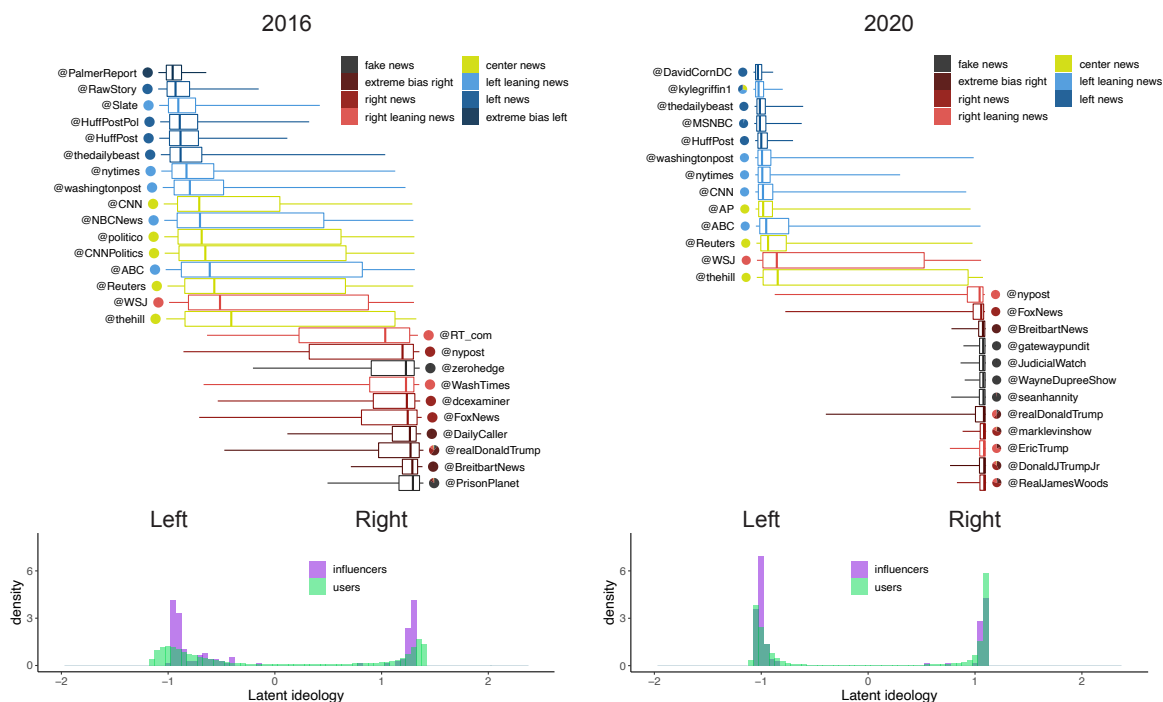 2016
fake news
extreme bias right
right news
right leaning news
center news
left leaning news
left news
extreme bias left
@PalmerReport
@RawStory
@Slate
@HuffPostPol
@HuffPost
@thedailybeast
@nytimes
@washingtonpost
@CNN
@NBCNews
@politico
@CNNPolitics
@ABC
@Reuters
@WSJ
@thehill
@RT_com
@nypost
@zerohedge
@WashTimes
@dcexaminer
@FoxNews
@DailyCaller
@realDonaldTrump
@BreitbartNews
@PrisonPlanet
Left
Right
influencers
users
density
6
3
0
−2
−1
0
1
2
Latent ideology
2020
fake news
extreme bias right
right news
right leaning news
center news
left leaning news
left news
@DavidCornDC
@kylegriffin1
@thedailybeast
@MSNBC
@HuffPost
@washingtonpost
@nytimes
@CNN
@AP
@ABC
@Reuters
@WSJ
@thehill
@nypost
@FoxNews
@BreitbartNews
@gatewaypundit
@JudicialWatch
@WayneDupreeShow
@seanhannity
@realDonaldTrump
@marklevinshow
@EricTrump
@DonaldJTrumpJr
@RealJamesWoods
Left
Right
influencers
users
density
6
3
0
−2
−1
0
1
2
Latent ideology